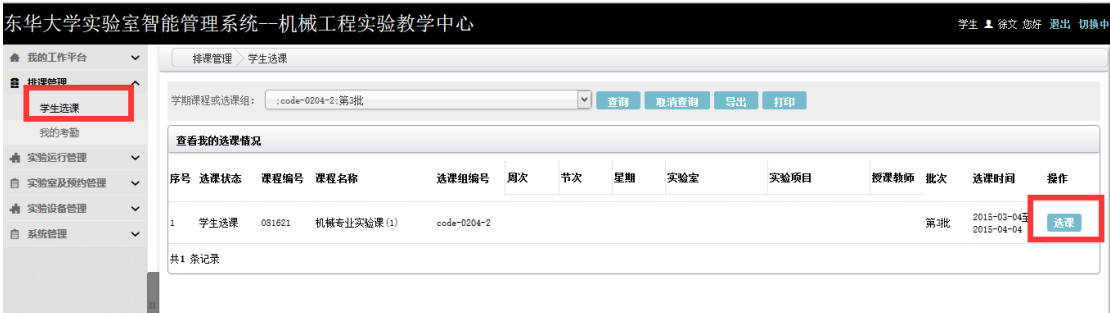 东华大学实验室智能管理系统--机械工程实验教学中心
学生 徐文 您好 退出 切换中
我的工作平台
排课管理
学生选课
我的考勤
实验运行管理
实验室及预约管理
实验设备管理
系统管理
排课管理 学生选课
学期课程或选课组： ;code-0204-2;第3批 查询 取消查询 导出 打印
查看我的选课情况
序号 选课状态 课程编号 课程名称 选课组编号 周次 节次 星期 实验室 实验项目 授课教师 批次 选课时间 操作
1 学生选课 081621 机械专业实验课(1) code-0204-2 第3批 2015-03-04至 选课
2015-04-04
共1 条记录